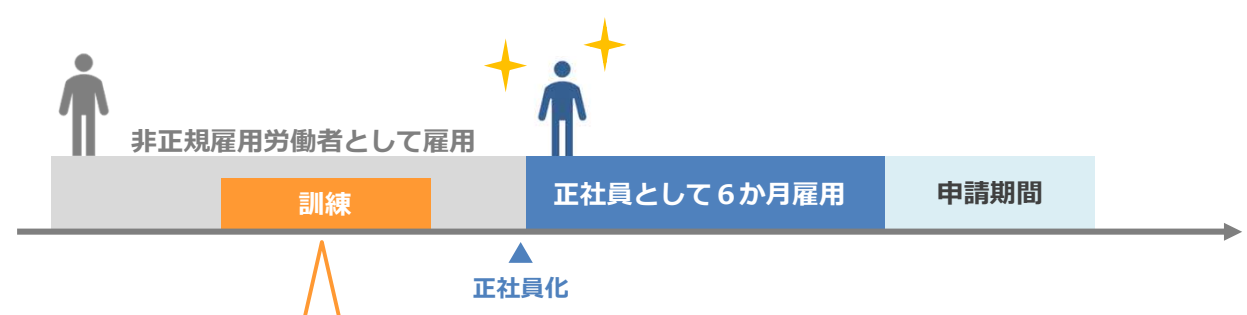 非正規雇用労働者として雇用
訓練
正社員として６か月雇用
申請期間
正社員化